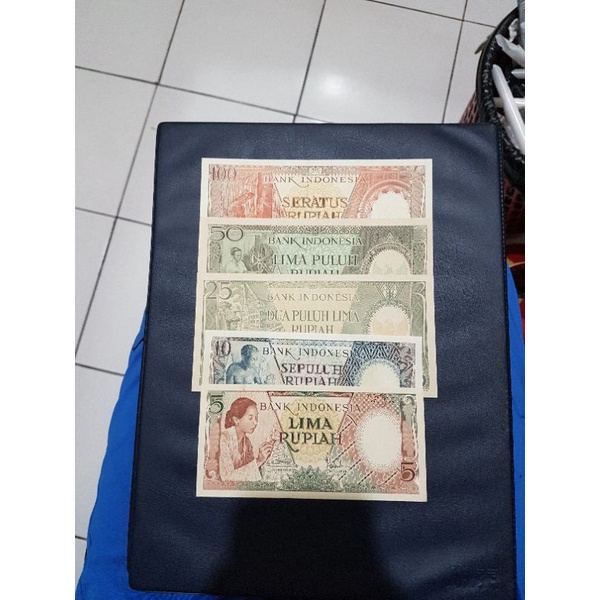 100
BANK INDONESIA
SERATUS
RUPIAH
50
BANK INDONESIA
LIMA PULUH
RUPIAH
25
BANK INDONESIA
DUA PULUH LIMA
RUPIAH
10
BANK INDONESIA
SEPULUH
RUPIAH
5
BANK INDONESIA
LIMA
RUPIAH
5